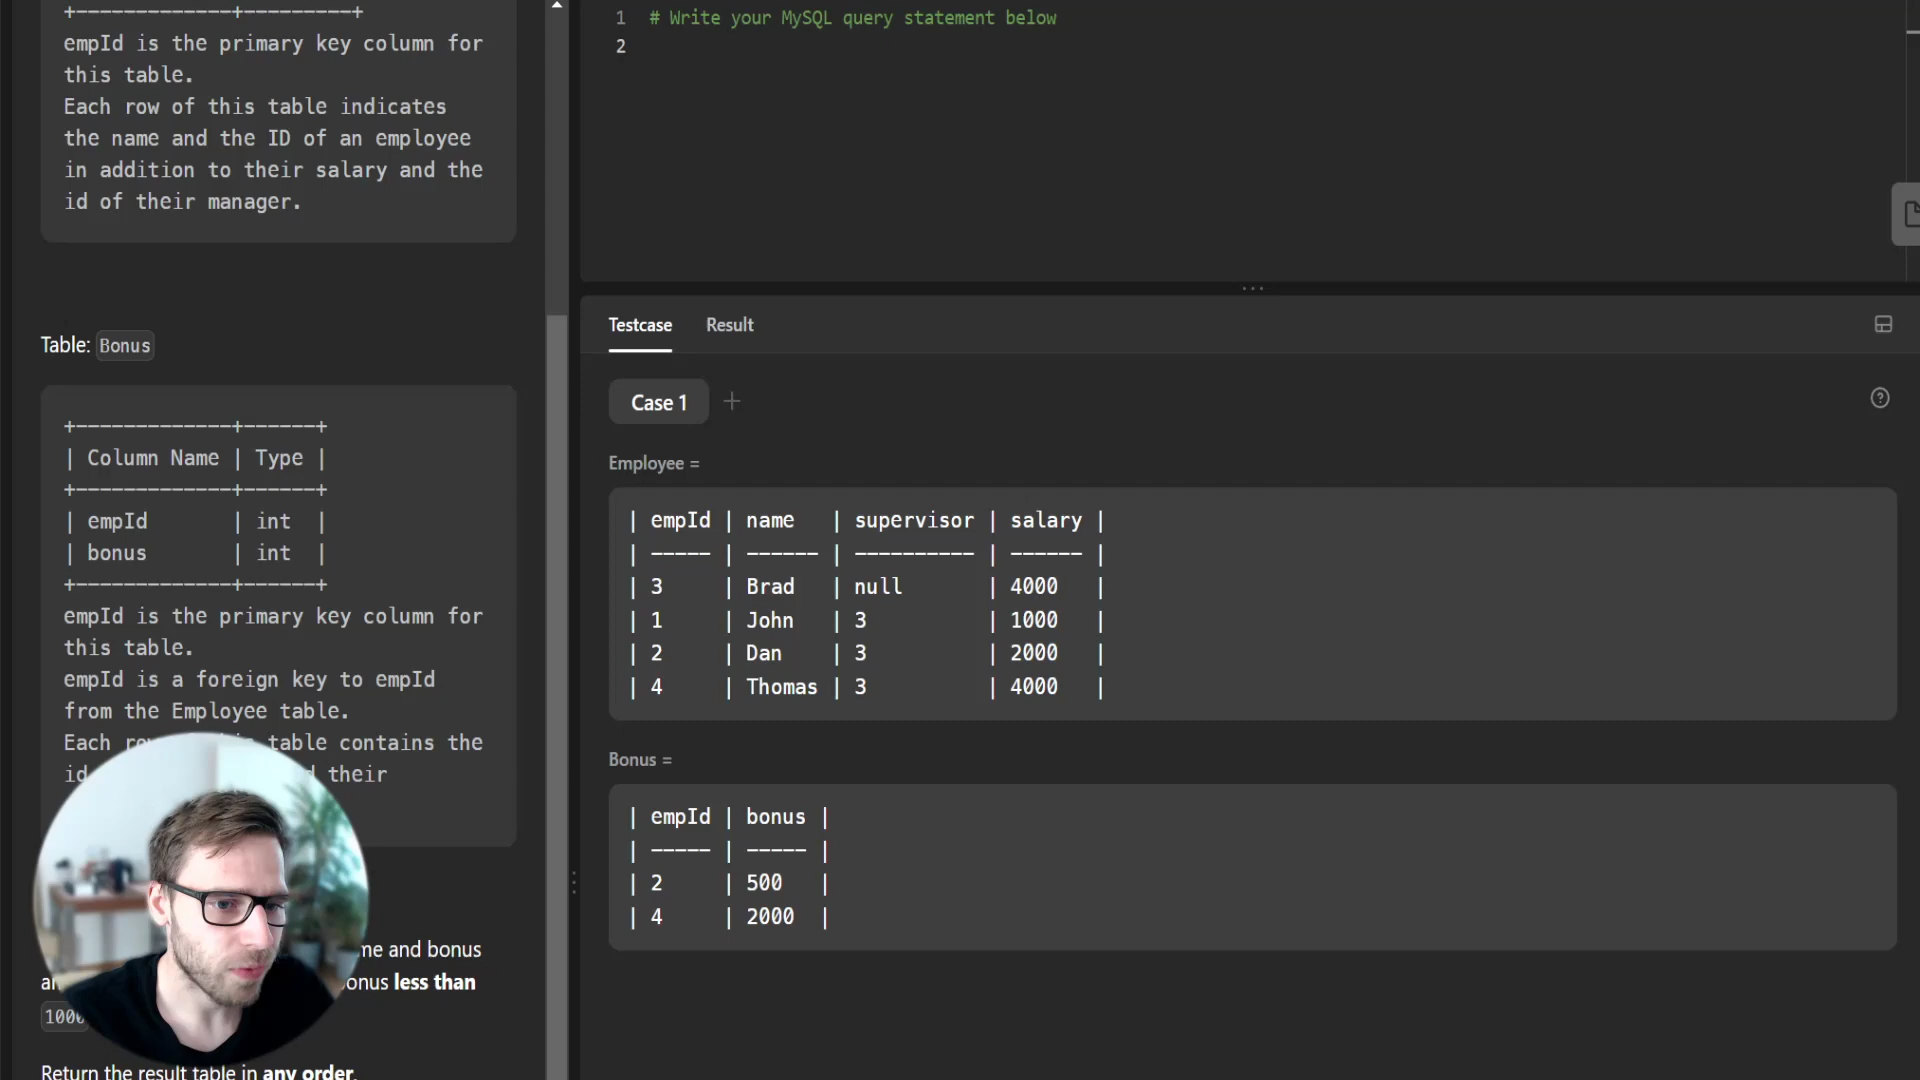 +-------------+---------+
empId is the primary key column for
this table.
Each row of this table indicates
the name and the ID of an employee
in addition to their salary and the
id of their manager.
Table: Bonus
+-------------+------+
| Column Name | Type |
+-------------+------+
| empId       | int  |
| bonus       | int  |
+-------------+------+
empId is the primary key column for
this table.
empId is a foreign key to empId
from the Employee table.
Each table contains the
id their
me and bonus
less than
1000
Return the result table in any order.
1 # Write your MySQL query statement below
2
Testcase Result
Case 1 +
Employee =
| empId | name   | supervisor | salary |
| ----- | ------ | ---------- | ------ |
| 3     | Brad   | null       | 4000   |
| 1     | John   | 3          | 1000   |
| 2     | Dan    | 3          | 2000   |
| 4     | Thomas | 3          | 4000   |
Bonus =
| empId | bonus |
| ----- | ----- |
| 2     | 500   |
| 4     | 2000  |